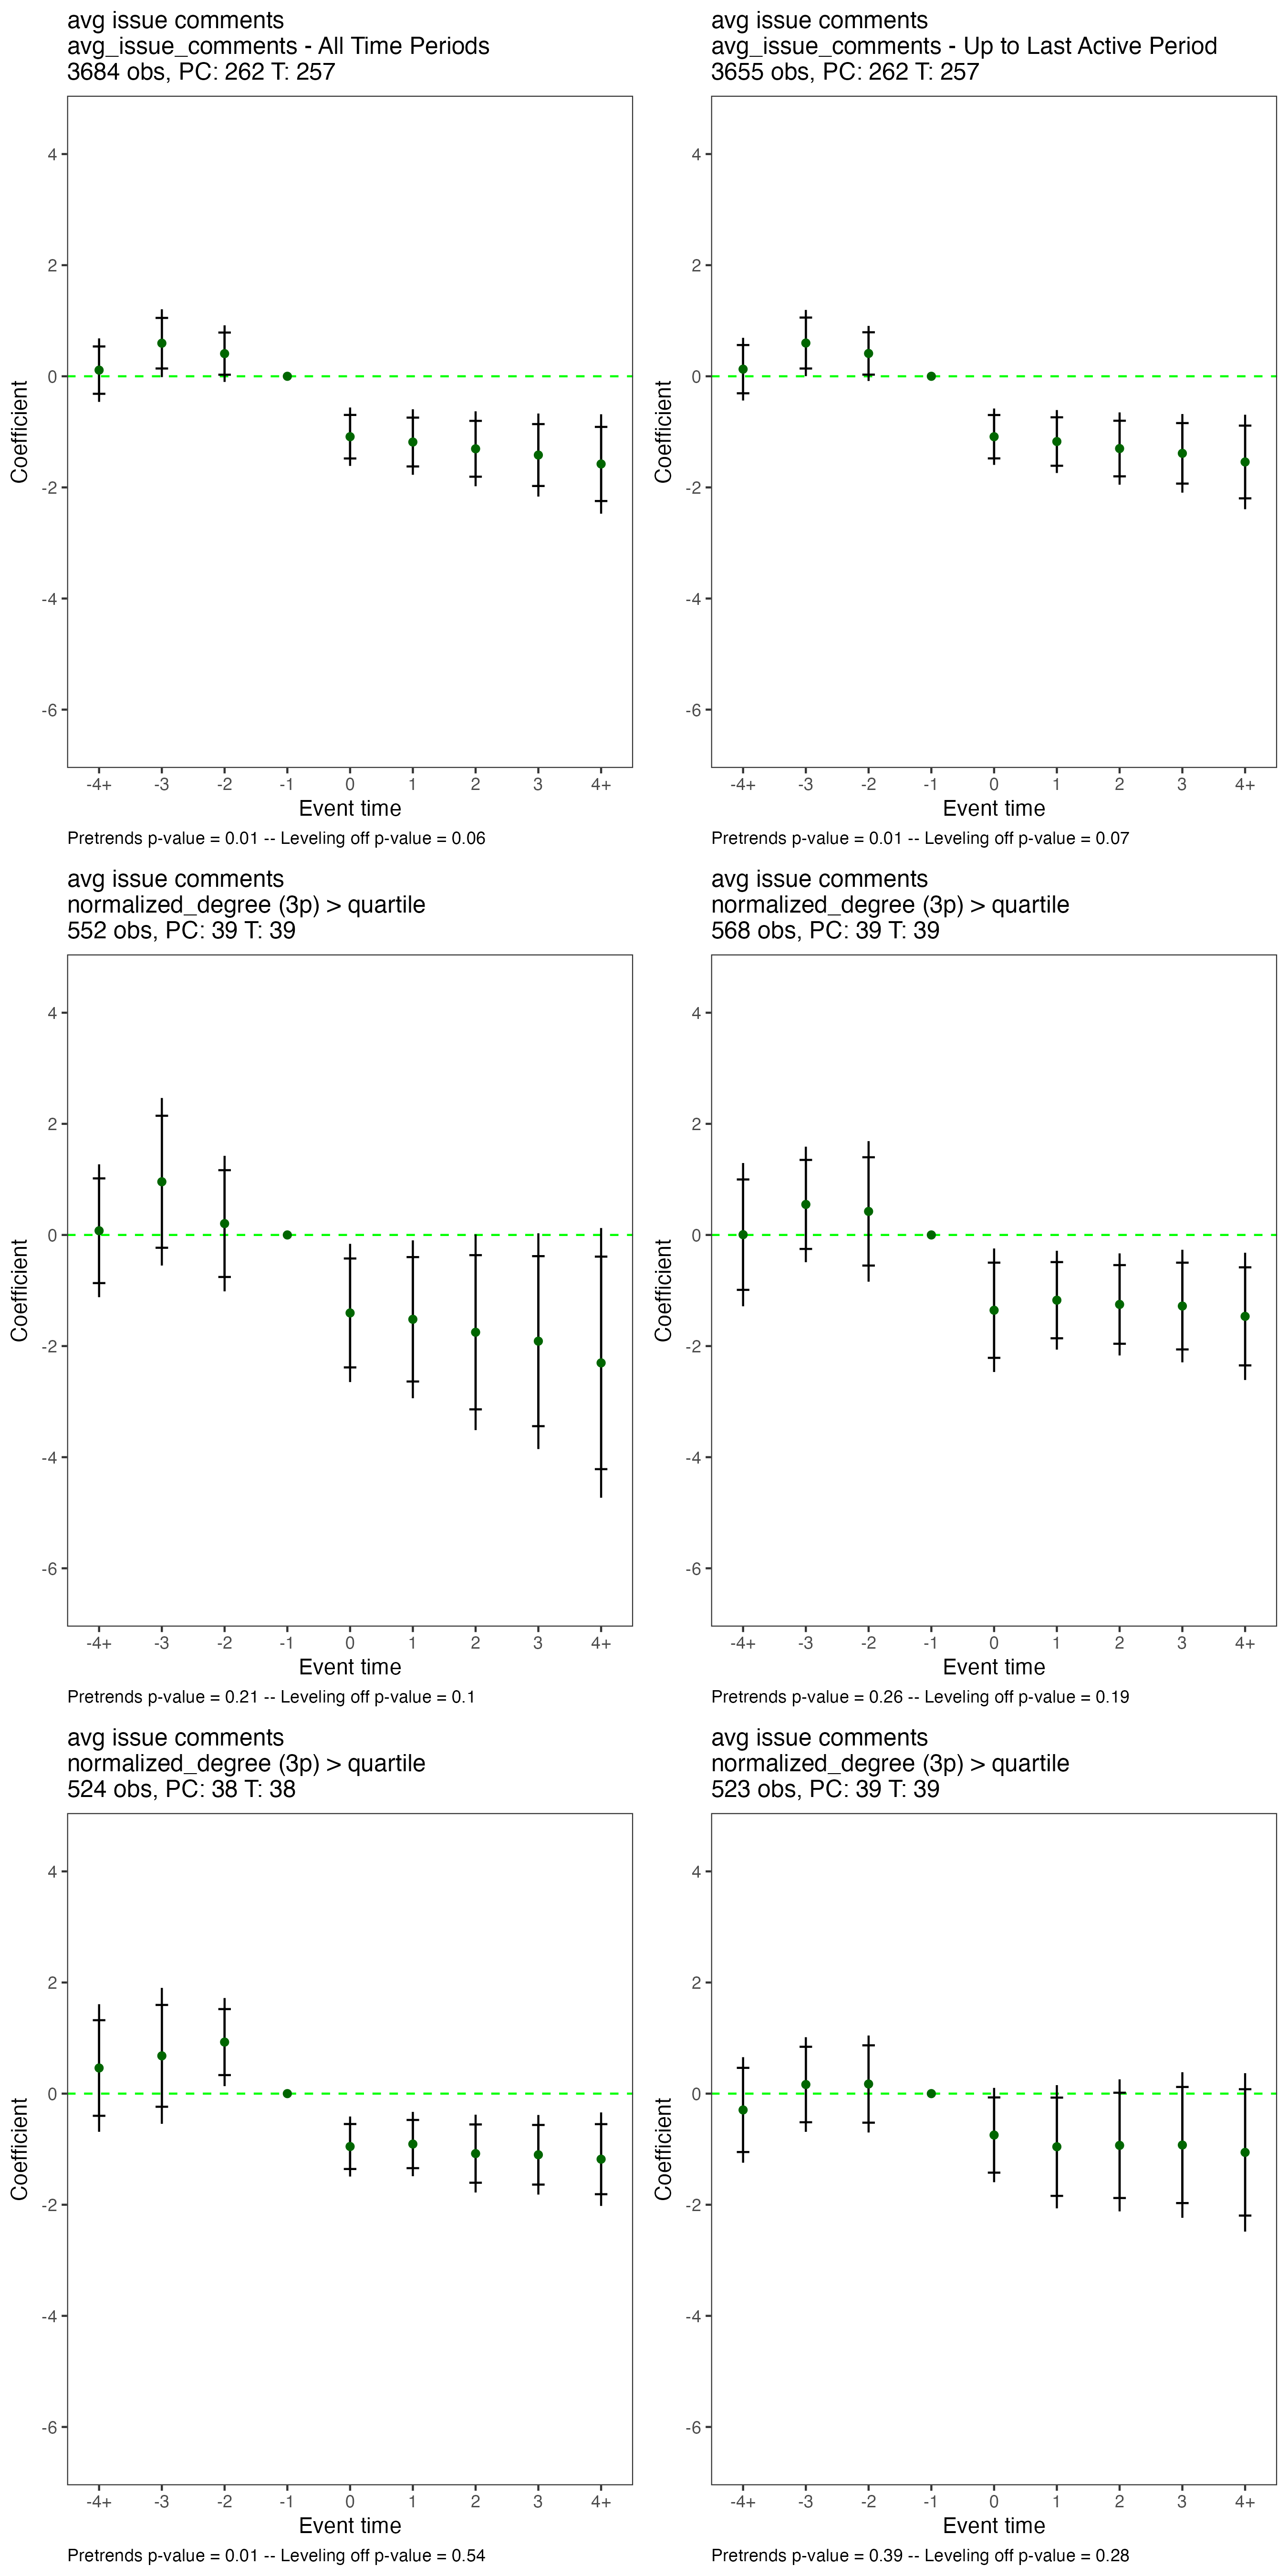 avg issue comments
avg_issue_comments - All Time Periods
3684 obs, PC: 262 T: 257
4
2
0
-2
-4
-6
Coefficient
-4+ -3 -2 -1 0 1 2 3 4+
Event time
Pretrends p-value = 0.01 -- Leveling off p-value = 0.06
avg issue comments
avg_issue_comments - Up to Last Active Period
3655 obs, PC: 262 T: 257
4
2
0
-2
-4
-6
Coefficient
-4+ -3 -2 -1 0 1 2 3 4+
Event time
Pretrends p-value = 0.01 -- Leveling off p-value = 0.07
avg issue comments
normalized_degree (3p) > quartile
552 obs, PC: 39 T: 39
4
2
0
-2
-4
-6
Coefficient
-4+ -3 -2 -1 0 1 2 3 4+
Event time
Pretrends p-value = 0.21 -- Leveling off p-value = 0.1
avg issue comments
normalized_degree (3p) > quartile
568 obs, PC: 39 T: 39
4
2
0
-2
-4
-6
Coefficient
-4+ -3 -2 -1 0 1 2 3 4+
Event time
Pretrends p-value = 0.26 -- Leveling off p-value = 0.19
avg issue comments
normalized_degree (3p) > quartile
524 obs, PC: 38 T: 38
4
2
0
-2
-4
-6
Coefficient
-4+ -3 -2 -1 0 1 2 3 4+
Event time
Pretrends p-value = 0.01 -- Leveling off p-value = 0.54
avg issue comments
normalized_degree (3p) > quartile
523 obs, PC: 39 T: 39
4
2
0
-2
-4
-6
Coefficient
-4+ -3 -2 -1 0 1 2 3 4+
Event time
Pretrends p-value = 0.39 -- Leveling off p-value = 0.28